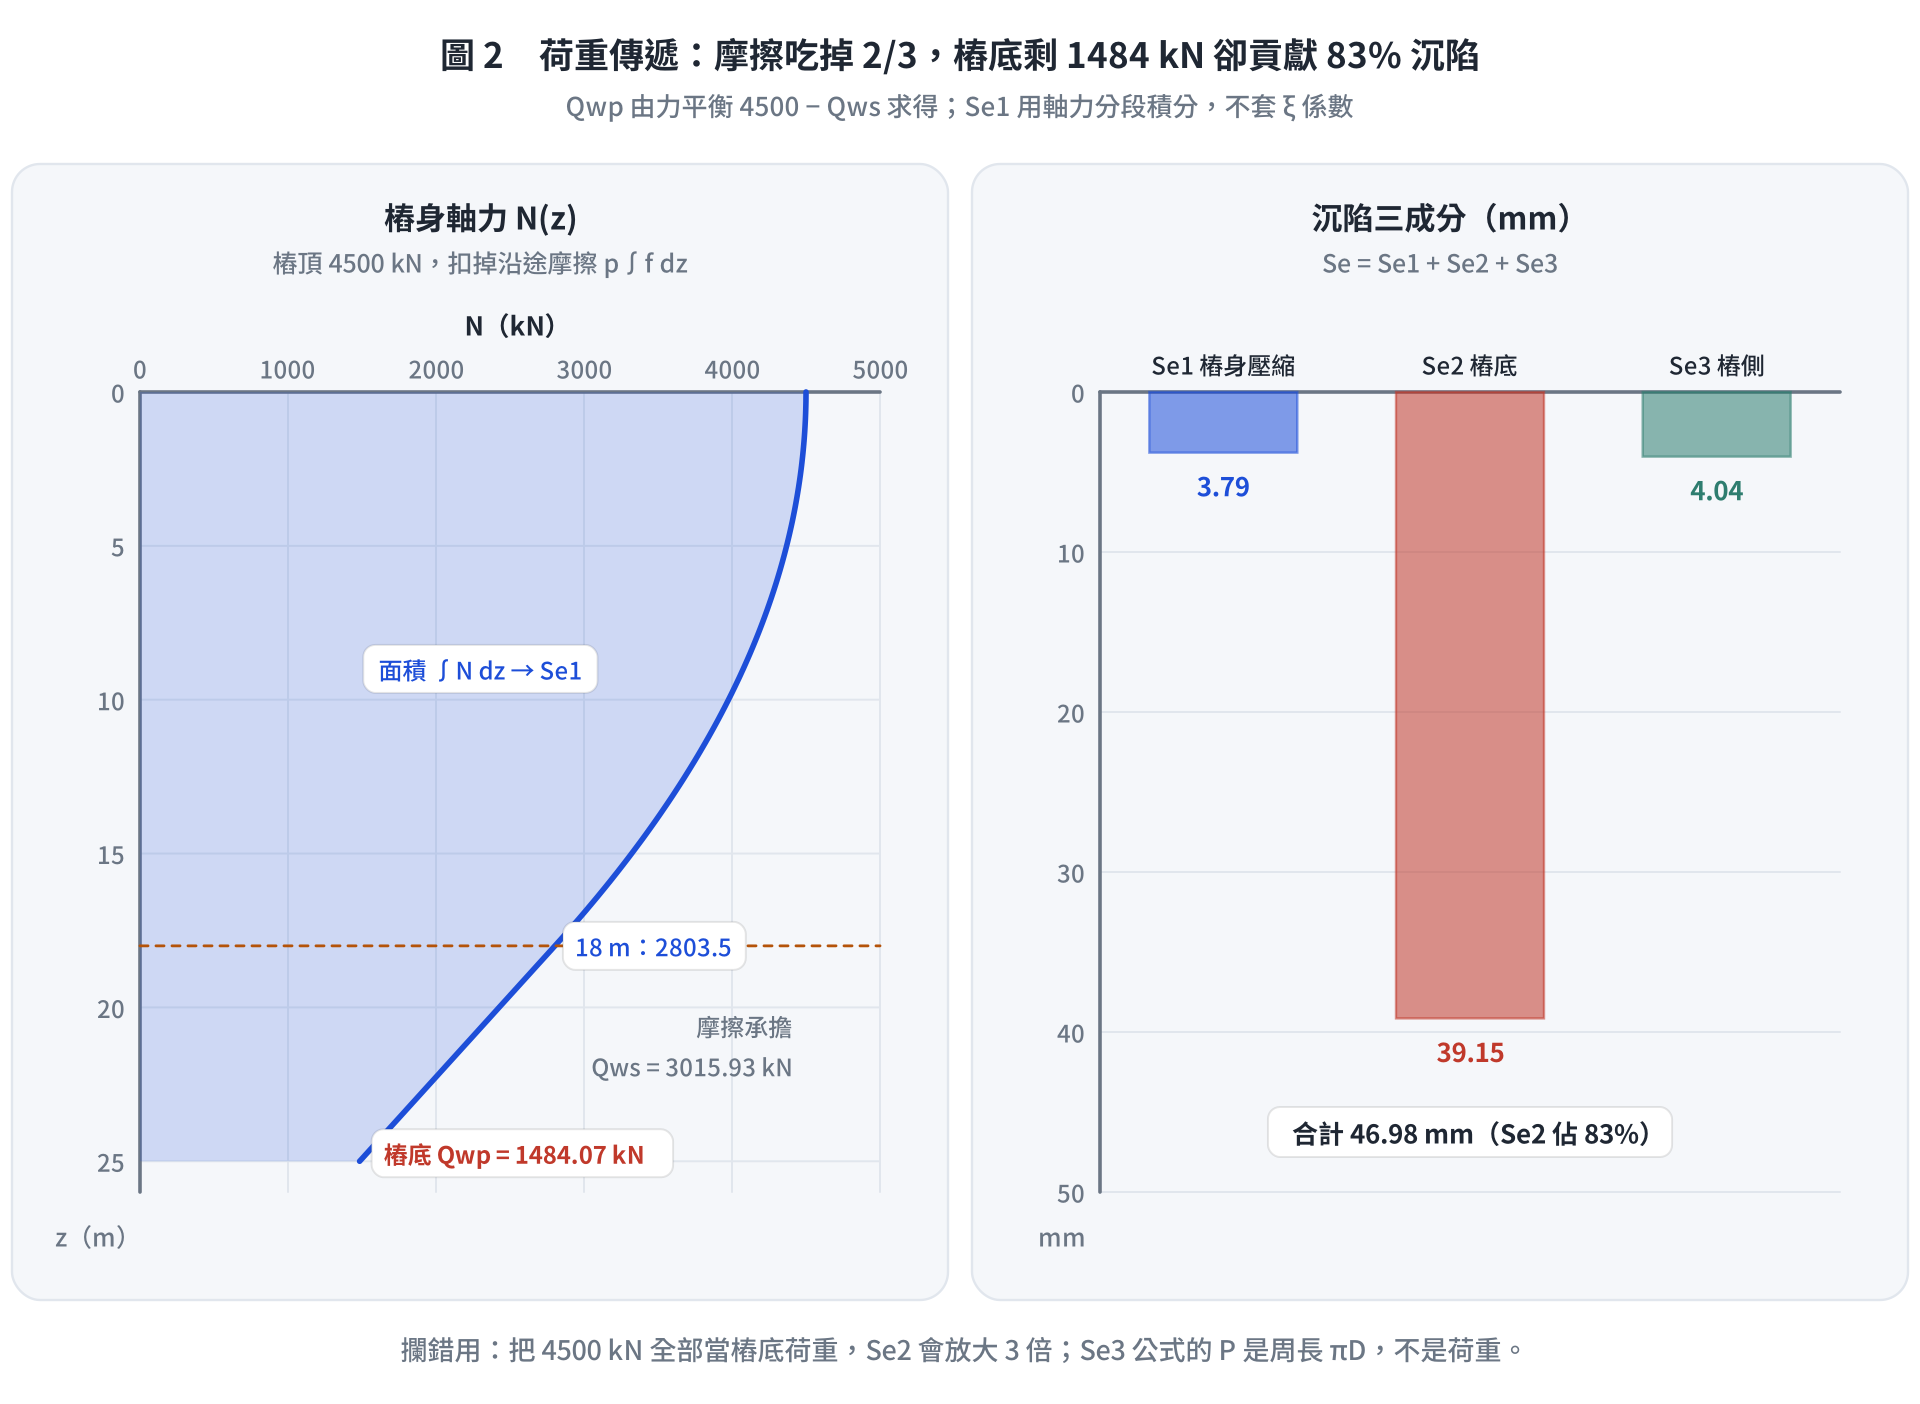 圖 2　荷重傳遞：摩擦吃掉 2/3，樁底剩 1484 kN 卻貢獻 83% 沉陷
Qwp 由力平衡 4500 − Qws 求得；Se1 用軸力分段積分，不套 ξ 係數
樁身軸力 N(z)
樁頂 4500 kN，扣掉沿途摩擦 p ∫ f dz
N（kN）
0 1000 2000 3000 4000 5000
0
5
面積 ∫ N dz → Se1
10
15
18 m：2803.5
20
摩擦承擔
Qws = 3015.93 kN
樁底 Qwp = 1484.07 kN
25
z（m）
沉陷三成分（mm）
Se = Se1 + Se2 + Se3
Se1 樁身壓縮 Se2 樁底 Se3 樁側
0
3.79
4.04
10
20
30
40
39.15
合計 46.98 mm（Se2 佔 83%）
50
mm
攔錯用：把 4500 kN 全部當樁底荷重，Se2 會放大 3 倍；Se3 公式的 P 是周長 πD，不是荷重。